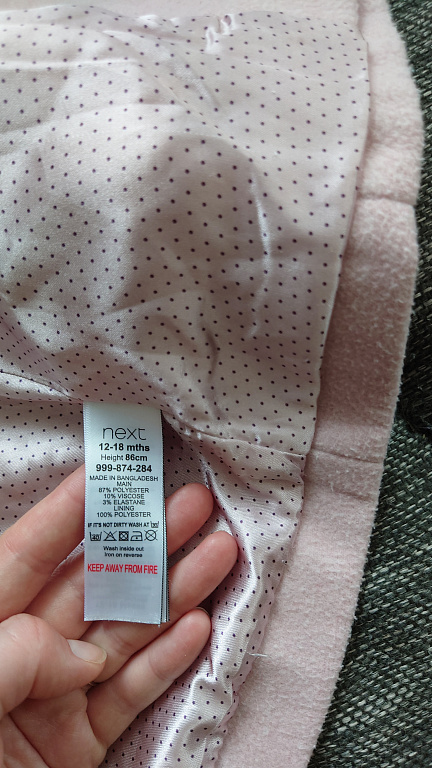 next
12-18 mths
Height 86cm
999-874-284
MADE IN BANGLADESH
MAIN
87% POLYESTER
10% VISCOSE
3% ELASTANE
LINING
100% POLYESTER
IF IT'S NOT DIRTY WASH AT 30
40
Wash inside out
Iron on reverse
KEEP AWAY FROM FIRE